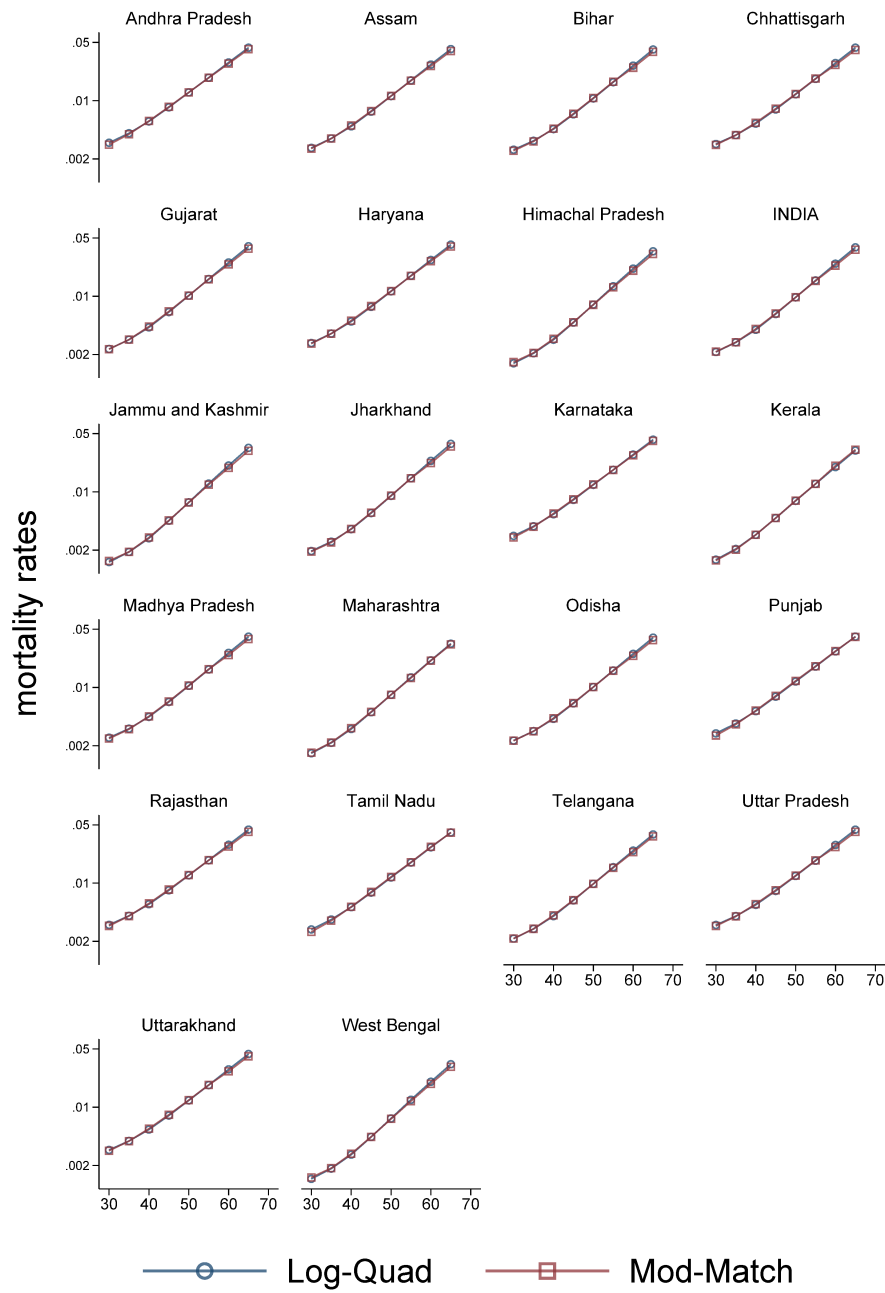 Andhra Pradesh Assam Bihar Chhattisgarh
.05
.01
.002
Gujarat Haryana Himachal Pradesh INDIA
.05
.01
.002
Jammu and Kashmir Jharkhand Karnataka Kerala
.05
.01
.002
mortality rates
Madhya Pradesh Maharashtra Odisha Punjab
.05
.01
.002
Rajasthan Tamil Nadu Telangana Uttar Pradesh
.05
.01
.002
30 40 50 60 70 30 40 50 60 70
Uttarakhand West Bengal
.05
.01
.002
30 40 50 60 70 30 40 50 60 70
Log-Quad Mod-Match